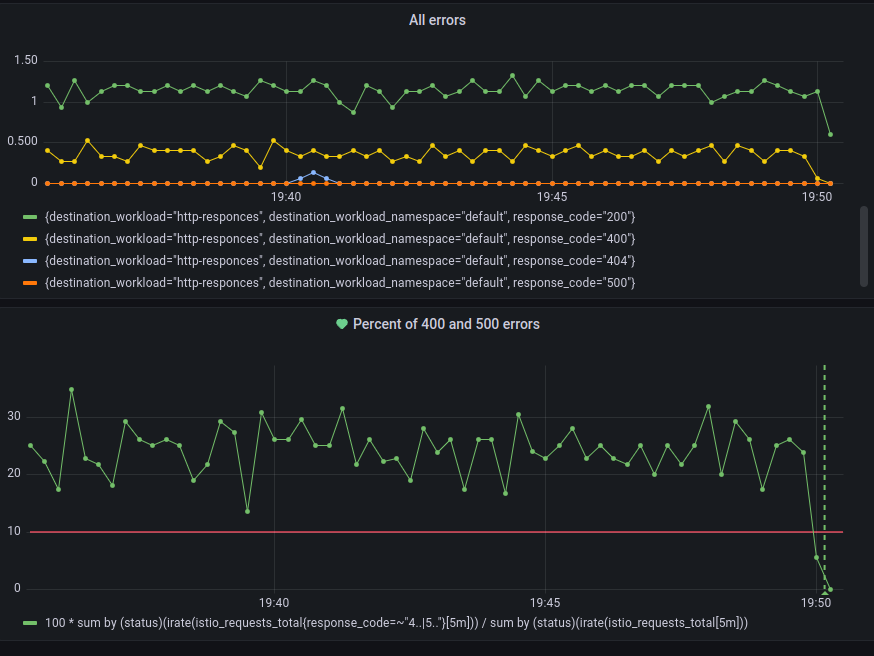 All errors
1.50
1
0.500
0
19:40 19:45 19:50
{destination_workload="http-responces", destination_workload_namespace="default", response_code="200"}
{destination_workload="http-responces", destination_workload_namespace="default", response_code="400"}
{destination_workload="http-responces", destination_workload_namespace="default", response_code="404"}
{destination_workload="http-responces", destination_workload_namespace="default", response_code="500"}
Percent of 400 and 500 errors
30
20
10
0
19:40 19:45 19:50
100 * sum by (status)(irate(istio_requests_total{response_code=~"4..|5.."}[5m])) / sum by (status)(irate(istio_requests_total[5m]))